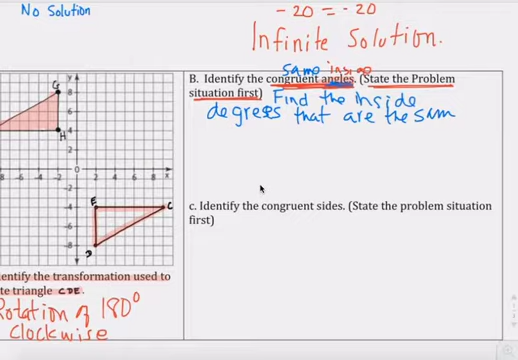 No Solution
-20 = -20
Infinite Solution.
same inside
B. Identify the congruent angles. (State the Problem
situation first) Find the inside
degrees that are the sam
G
y
8
6
4
2
H
-6 -4 -2 0 2 4 6 8 x
-2
E C
-4
-6
-8
D
c. Identify the congruent sides. (State the problem situation
first)
entify the transformation used to
te triangle CDE.
Rotation of 180°
clockwise